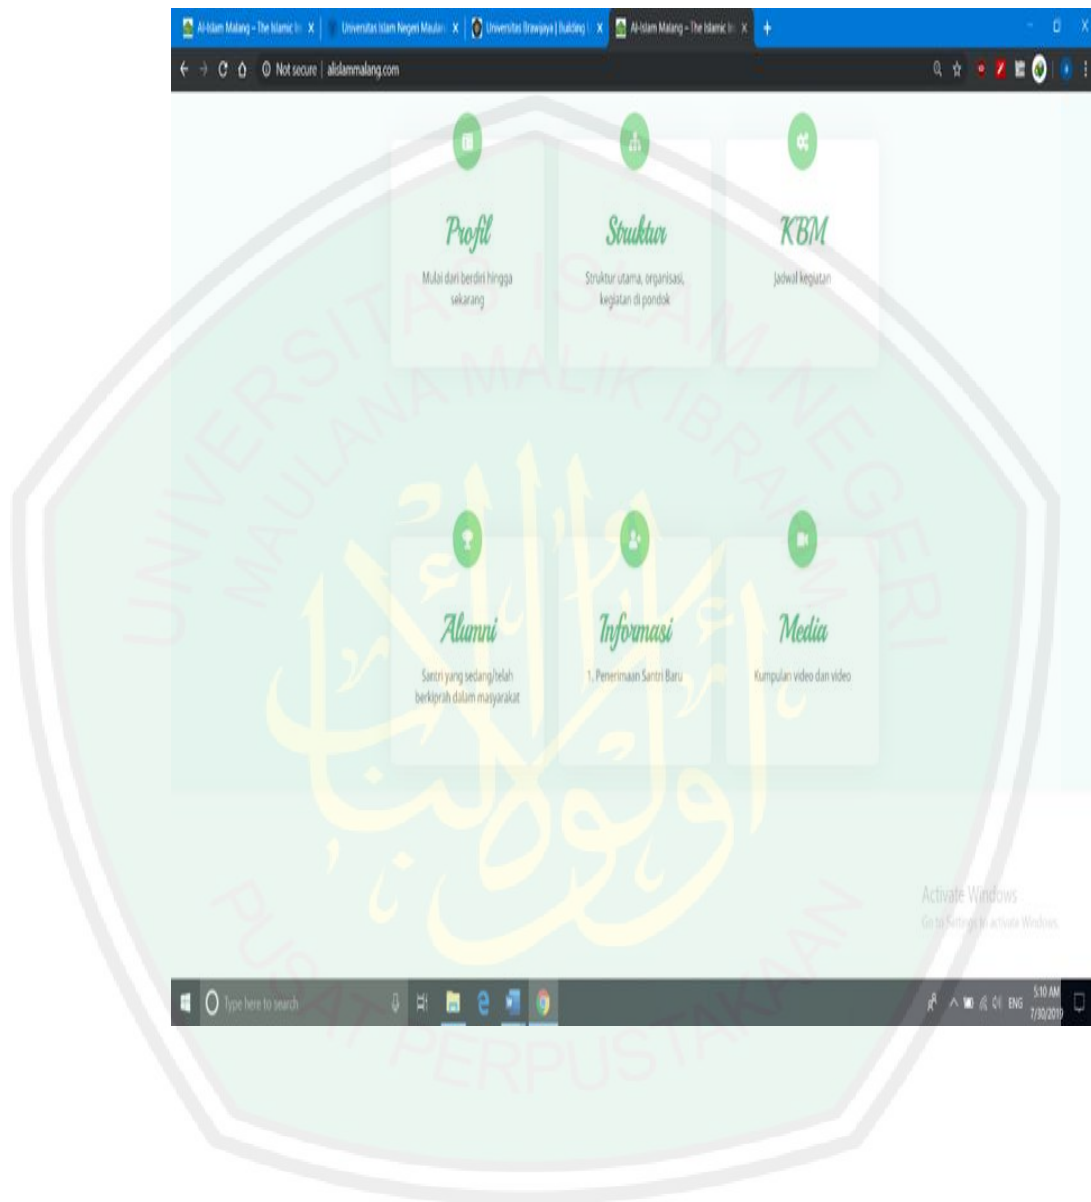 Al-Islam Malang – The Islamic In
Universitas Islam Negeri Maulan
Universitas Brawijaya | Building U
Al-Islam Malang – The Islamic In
Not secure | alislammalang.com
Profil
Mulai dari berdiri hingga
sekarang
Struktur
Struktur utama, organisasi,
kegiatan di pondok
KBM
Jadwal kegiatan
Alumni
Santri yang sedang/telah
berkiprah dalam masyarakat
Informasi
1. Penerimaan Santri Baru
Media
Kumpulan video dan video
UNIVERSITAS ISLAM NEGERI
MAULANA MALIK IBRAHIM
PUSAT PERPUSTAKAAN
Activate Windows
Go to Settings to activate Windows.
Type here to search
ENG
5:10 AM
7/30/2019